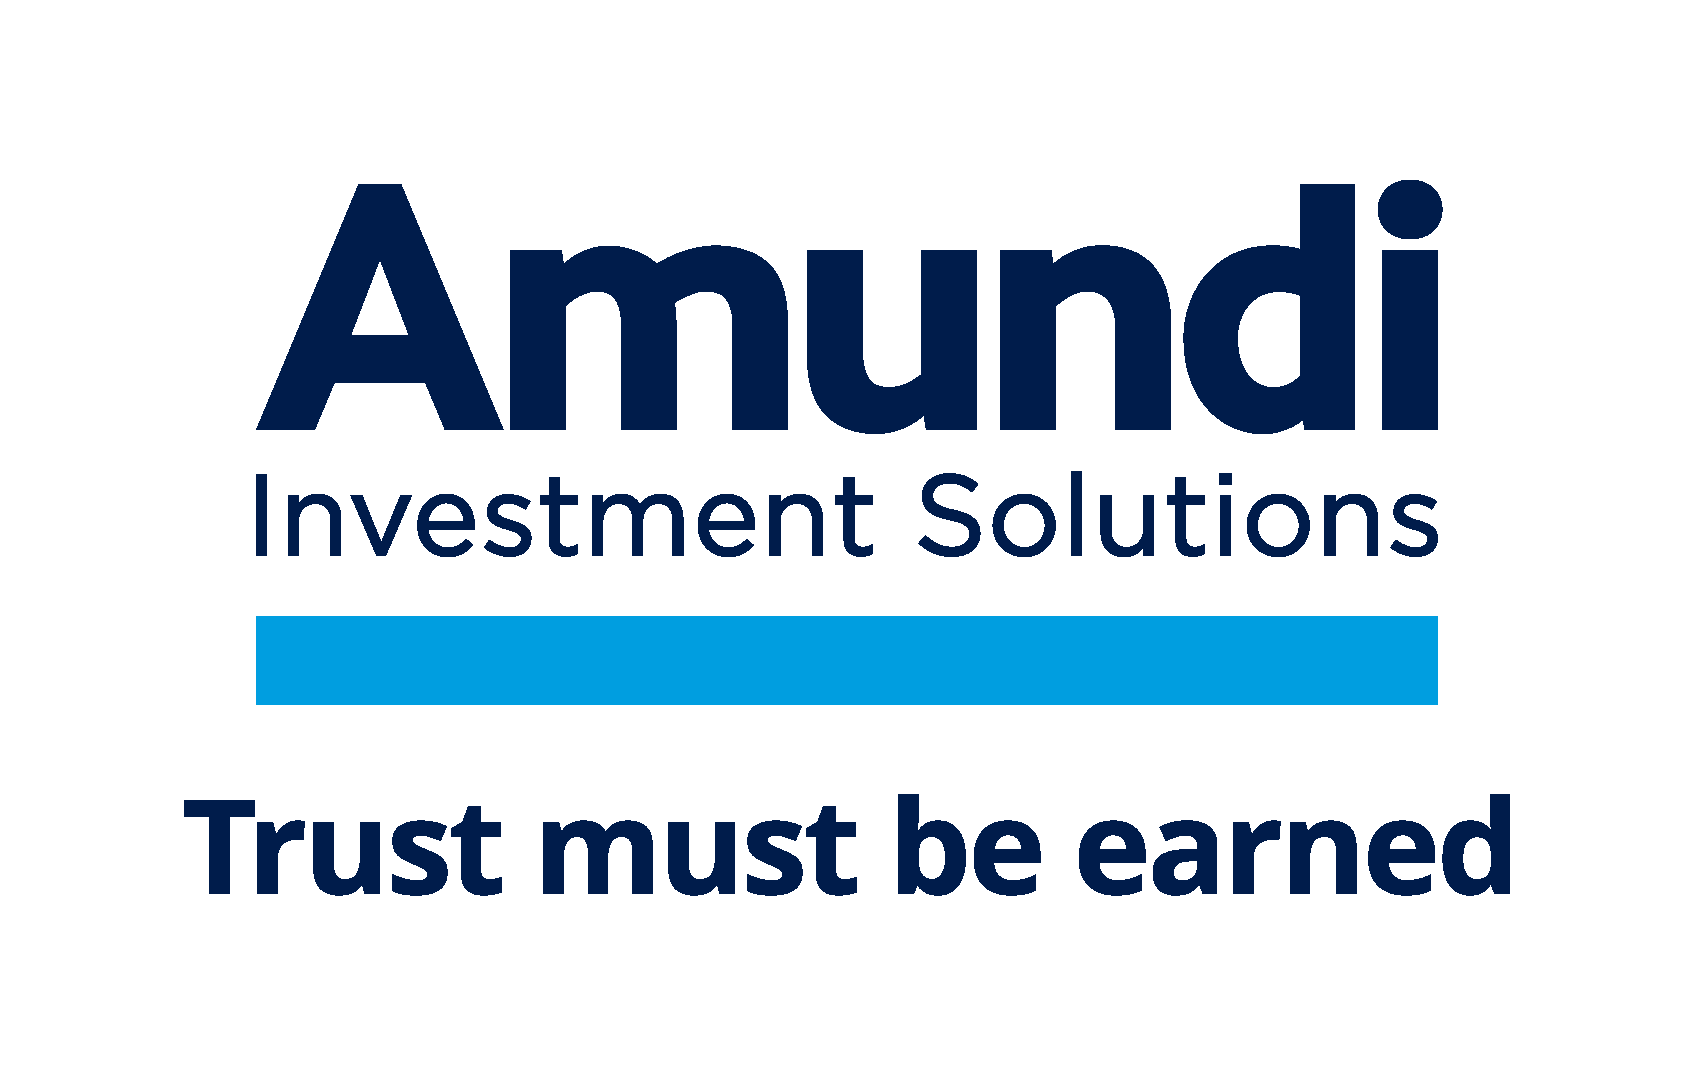 Amundi
Investment Solutions
Trust must be earned